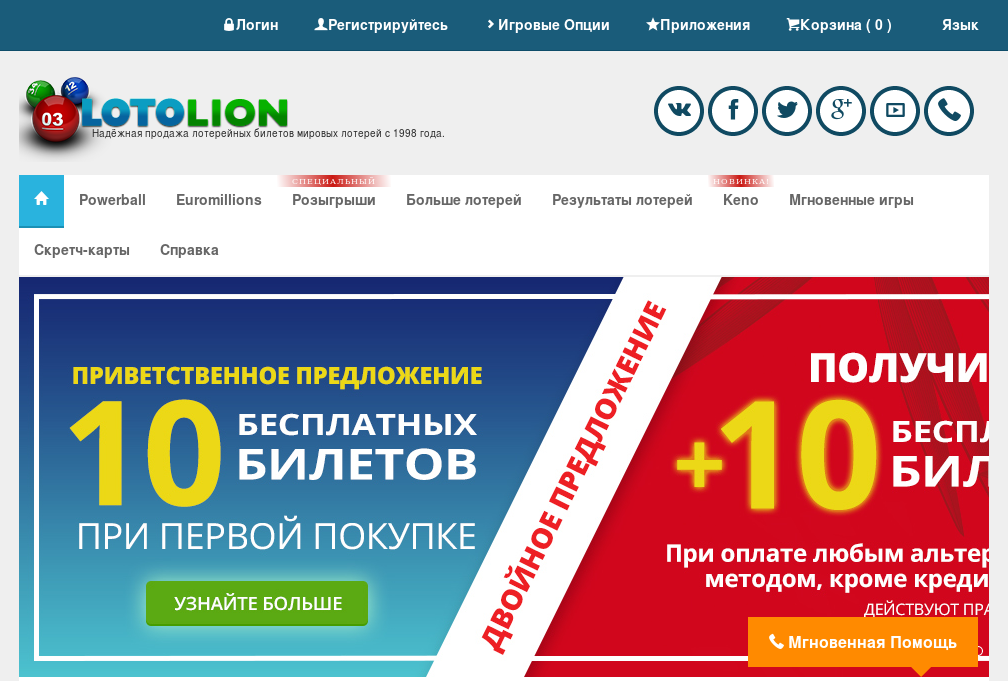 Логин Регистрируйтесь Игровые Опции Приложения Корзина ( 0 ) Язык
34 12 03 LOTOLION
Надёжная продажа лотерейных билетов мировых лотерей с 1998 года.
СПЕЦИАЛЬНЫЙ НОВИНКА!
Powerball Euromillions Розыгрыши Больше лотерей Результаты лотерей Keno Мгновенные игры
Скретч-карты Справка
ПРИВЕТСТВЕННОЕ ПРЕДЛОЖЕНИЕ
10 БЕСПЛАТНЫХ
БИЛЕТОВ
ПРИ ПЕРВОЙ ПОКУПКЕ
УЗНАЙТЕ БОЛЬШЕ
ДВОЙНОЕ ПРЕДЛОЖЕНИЕ
ПОЛУЧИ
+10 БЕСПЛ
БИЛ
При оплате любым альтер
методом, кроме креди
ДЕЙСТВУЮТ ПРА
Мгновенная Помощь